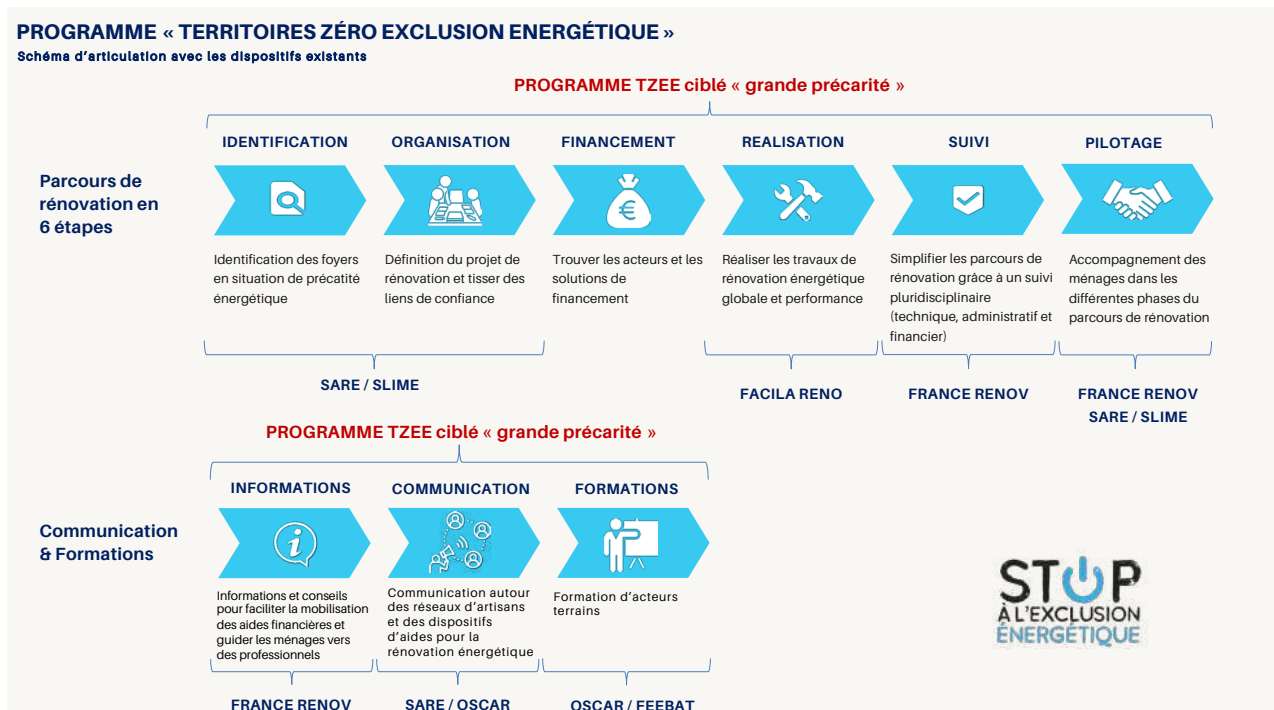 PROGRAMME « TERRITOIRES ZÉRO EXCLUSION ENERGÉTIQUE »
Schéma d'articulation avec les dispositifs existants
PROGRAMME TZEE ciblé « grande précarité »
IDENTIFICATION
ORGANISATION
FINANCEMENT
REALISATION
SUIVI
PILOTAGE
Parcours de
rénovation en
6 étapes
Identification des foyers
en situation de précatité
énergétique
Définition du projet de
rénovation et tisser des
liens de confiance
Trouver les acteurs et les
solutions de
financement
Réaliser les travaux de
rénovation énergétique
globale et performance
Simplifier les parcours de
rénovation grâce à un suivi
pluridisciplinaire
(technique, administratif et
financier)
Accompagnement des
ménages dans les
différentes phases du
parcours de rénovation
SARE / SLIME
FACILA RENO
FRANCE RENOV
FRANCE RENOV
SARE / SLIME
PROGRAMME TZEE ciblé « grande précarité »
INFORMATIONS
COMMUNICATION
FORMATIONS
Communication
& Formations
Informations et conseils
pour faciliter la mobilisation
des aides financières et
guider les ménages vers
des professionnels
Communication autour
des réseaux d'artisans
et des dispositifs
d'aides pour la
rénovation énergétique
Formation d'acteurs
terrains
FRANCE RENOV
SARE / OSCAR
OSCAR / FEEBAT
STOP
À L'EXCLUSION
ÉNERGÉTIQUE